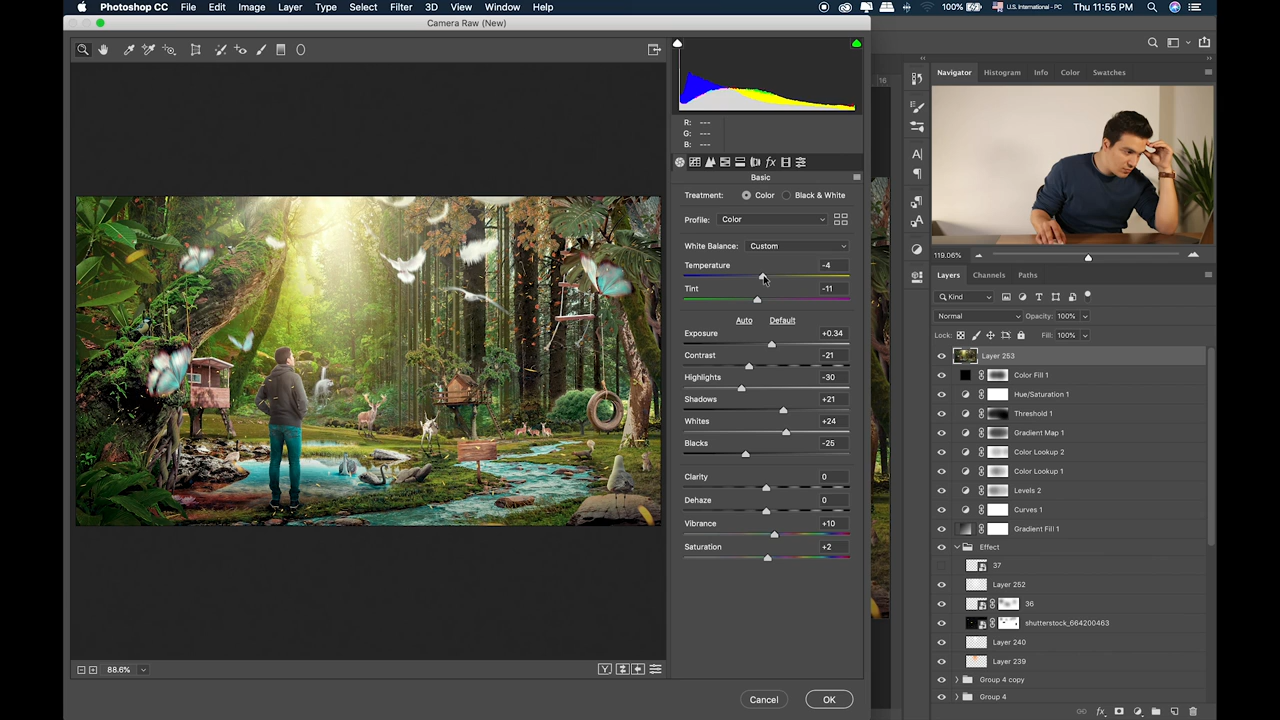 Photoshop CC File Edit Image Layer Type Select Filter 3D View Window Help 100% U.S. International - PC Thu 11:55 PM
Camera Raw (New)
16
Navigator Histogram Info Color Swatches
R: ---
G: ---
B: ---
fx
Basic
Treatment: Color Black & White
Profile: Color
White Balance: Custom
Temperature -4
Tint -11
Auto Default
Exposure +0.34
Contrast -21
Highlights -30
Shadows +21
Whites +24
Blacks -25
Clarity 0
Dehaze 0
Vibrance +10
Saturation +2
88.6%
Cancel OK
119.06%
Layers Channels Paths
Kind
Normal Opacity: 100%
Lock: Fill: 100%
Layer 253
Color Fill 1
Hue/Saturation 1
Threshold 1
Gradient Map 1
Color Lookup 2
Color Lookup 1
Levels 2
Curves 1
Gradient Fill 1
Effect
37
Layer 252
36
shutterstock_664200463
Layer 240
Layer 239
Group 4 copy
Group 4
fx